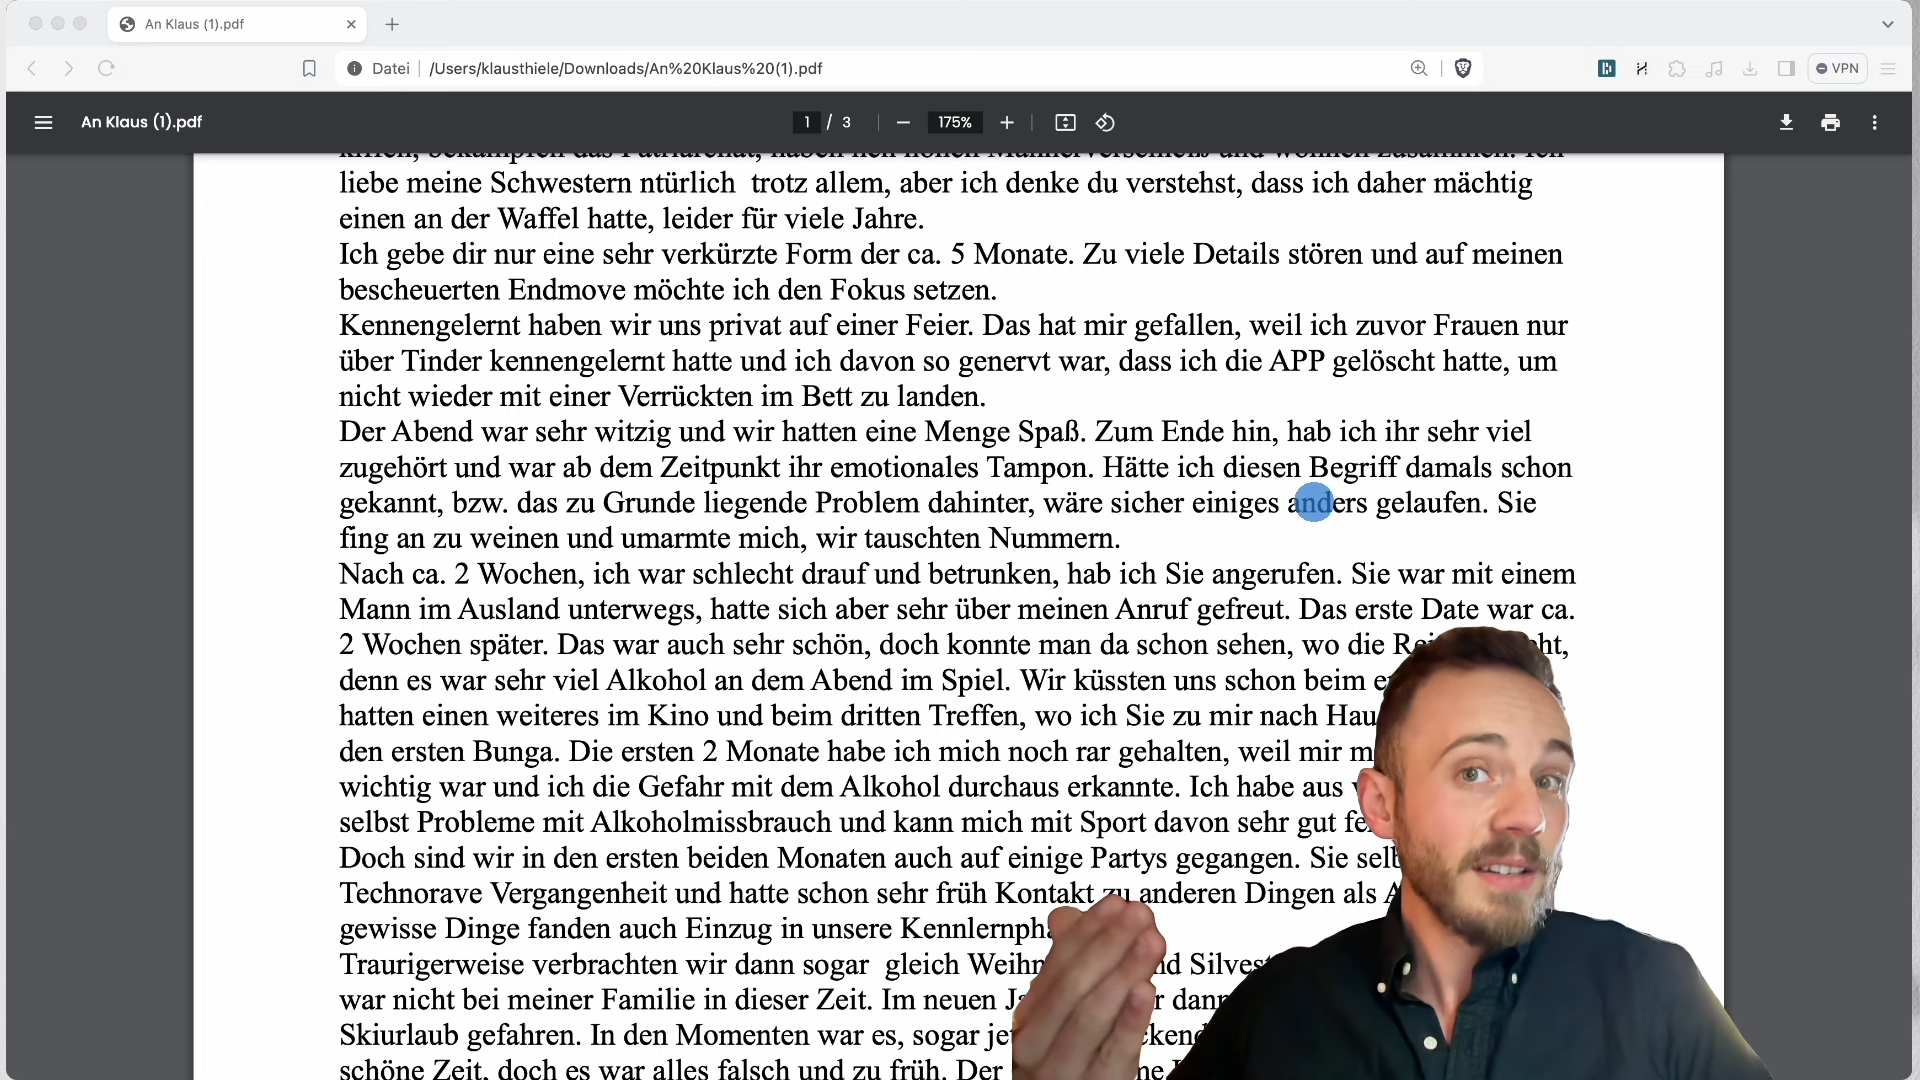 An Klaus (1).pdf
Datei /Users/klausthiele/Downloads/An%20Klaus%20(1).pdf
VPN
An Klaus (1).pdf
1 / 3
175%
liebe meine Schwestern ntürlich trotz allem, aber ich denke du verstehst, dass ich daher mächtig
einen an der Waffel hatte, leider für viele Jahre.
Ich gebe dir nur eine sehr verkürzte Form der ca. 5 Monate. Zu viele Details stören und auf meinen
bescheuerten Endmove möchte ich den Fokus setzen.
Kennengelernt haben wir uns privat auf einer Feier. Das hat mir gefallen, weil ich zuvor Frauen nur
über Tinder kennengelernt hatte und ich davon so genervt war, dass ich die APP gelöscht hatte, um
nicht wieder mit einer Verrückten im Bett zu landen.
Der Abend war sehr witzig und wir hatten eine Menge Spaß. Zum Ende hin, hab ich ihr sehr viel
zugehört und war ab dem Zeitpunkt ihr emotionales Tampon. Hätte ich diesen Begriff damals schon
gekannt, bzw. das zu Grunde liegende Problem dahinter, wäre sicher einiges anders gelaufen. Sie
fing an zu weinen und umarmte mich, wir tauschten Nummern.
Nach ca. 2 Wochen, ich war schlecht drauf und betrunken, hab ich Sie angerufen. Sie war mit einem
Mann im Ausland unterwegs, hatte sich aber sehr über meinen Anruf gefreut. Das erste Date war ca.
2 Wochen später. Das war auch sehr schön, doch konnte man da schon sehen, wo die
denn es war sehr viel Alkohol an dem Abend im Spiel. Wir küssten uns schon beim
hatten einen weiteres im Kino und beim dritten Treffen, wo ich Sie zu mir nach
den ersten Bunga. Die ersten 2 Monate habe ich mich noch rar gehalten, weil mir
wichtig war und ich die Gefahr mit dem Alkohol durchaus erkannte. Ich habe aus
selbst Probleme mit Alkoholmissbrauch und kann mich mit Sport davon sehr gut
Doch sind wir in den ersten beiden Monaten auch auf einige Partys gegangen. Sie
Technorave Vergangenheit und hatte schon sehr früh Kontakt zu anderen Dingen als
gewisse Dinge fanden auch Einzug in unsere
Traurigerweise verbrachten wir dann sogar gleich
war nicht bei meiner Familie in dieser Zeit. Im neuen
Skiurlaub gefahren. In den Momenten war es, sogar
schöne Zeit, doch es war alles falsch und zu früh. Der